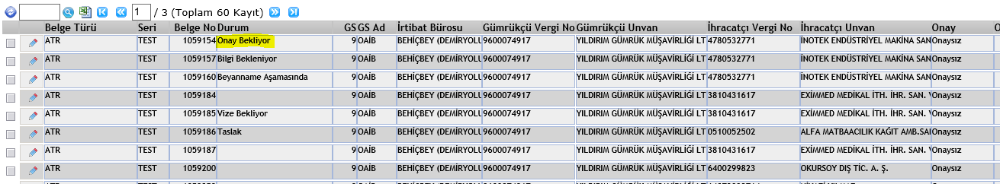 1 / 3 (Toplam 60 Kayıt)
Belge Türü Seri Belge No Durum GS GS Ad İrtibat Bürosu Gümrükçü Vergi No Gümrükçü Unvan İhracatçı Vergi No İhracatçı Unvan Onay O
ATR TEST 1059154 Onay Bekliyor 9 OAİB BEHİÇBEY (DEMİRYOLU 9600074917 YILDIRIM GÜMRÜK MÜŞAVİRLİĞİ LT 4780532771 İNOTEK ENDÜSTRİYEL MAKİNA SAN Onaysız
ATR TEST 1059157 Bilgi Bekleniyor 9 OAİB BEHİÇBEY (DEMİRYOLU 9600074917 YILDIRIM GÜMRÜK MÜŞAVİRLİĞİ LT 4780532771 İNOTEK ENDÜSTRİYEL MAKİNA SAN Onaysız
ATR TEST 1059160 Beyanname Aşamasında 9 OAİB BEHİÇBEY (DEMİRYOLU 9600074917 YILDIRIM GÜMRÜK MÜŞAVİRLİĞİ LT 4780532771 İNOTEK ENDÜSTRİYEL MAKİNA SAN Onaysız
ATR TEST 1059184 9 OAİB BEHİÇBEY (DEMİRYOLU 9600074917 YILDIRIM GÜMRÜK MÜŞAVİRLİĞİ LT 3810431617 EXİMMED MEDİKAL İTH. İHR. SAN. Onaysız
ATR TEST 1059185 Vize Bekliyor 9 OAİB BEHİÇBEY (DEMİRYOLU 9600074917 YILDIRIM GÜMRÜK MÜŞAVİRLİĞİ LT 3810431617 EXİMMED MEDİKAL İTH. İHR. SAN. Onaysız
ATR TEST 1059186 Taslak 9 OAİB BEHİÇBEY (DEMİRYOLU 9600074917 YILDIRIM GÜMRÜK MÜŞAVİRLİĞİ LT 0510052502 ALFA MATBAACILIK KAĞIT AMB.SAN Onaysız
ATR TEST 1059187 9 OAİB BEHİÇBEY (DEMİRYOLU 9600074917 YILDIRIM GÜMRÜK MÜŞAVİRLİĞİ LT 3810431617 EXİMMED MEDİKAL İTH. İHR. SAN. Onaysız
ATR TEST 1059200 9 OAİB BEHİÇBEY (DEMİRYOLU 9600074917 YILDIRIM GÜMRÜK MÜŞAVİRLİĞİ LT 6400299823 OKURSOY DIŞ TİC. A. Ş. Onaysız